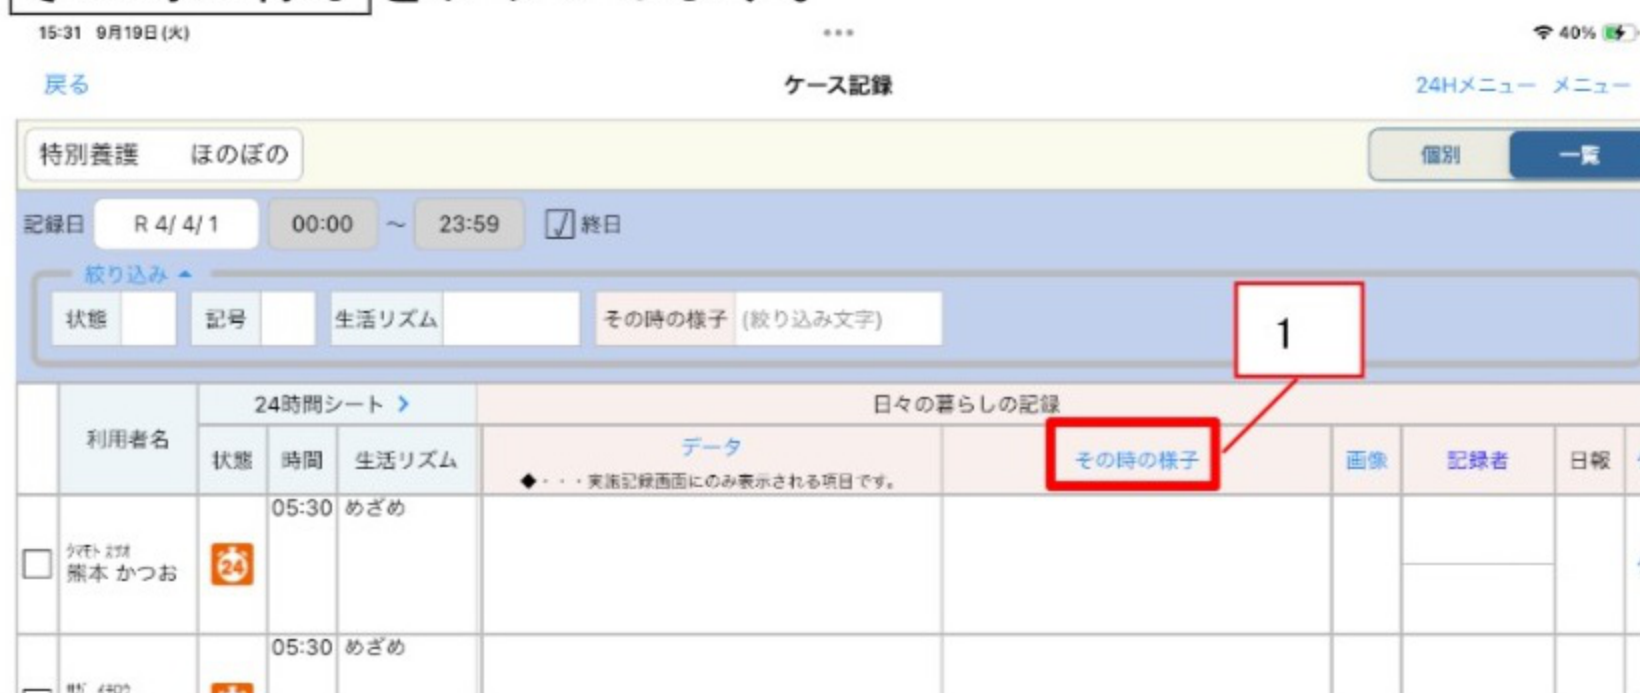 15:31 9月19日(火)
40%
戻る
ケース記録
24Hメニュー メニュー
特別養護 ほのぼの
個別
一覧
記録日 R 4/ 4/ 1 00:00 ～ 23:59 終日
絞り込み
状態
記号
生活リズム
その時の様子 (絞り込み文字)
1
利用者名
24時間シート >
日々の暮らしの記録
状態
時間
生活リズム
データ
◆・・・実施記録画面にのみ表示される項目です。
その時の様子
画像
記録者
日報
05:30 めざめ
熊本 かつお
24
05:30 めざめ